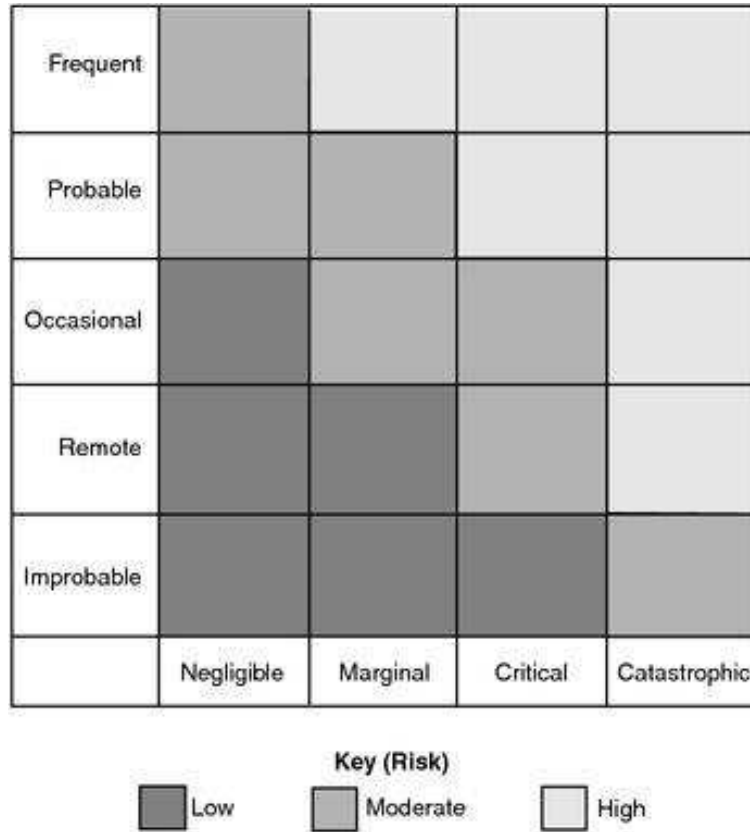 Frequent
Probable
Occasional
Remote
Improbable
Negligible Marginal Critical Catastrophic
Key (Risk)
Low Moderate High